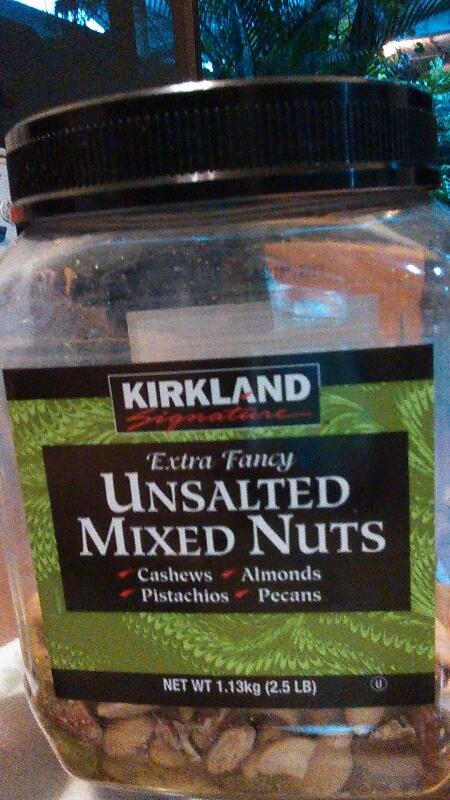 KIRKLAND
Signature
Extra Fancy
UNSALTED
MIXED NUTS
Cashews Almonds
Pistachios Pecans
NET WT 1.13kg (2.5 LB) U